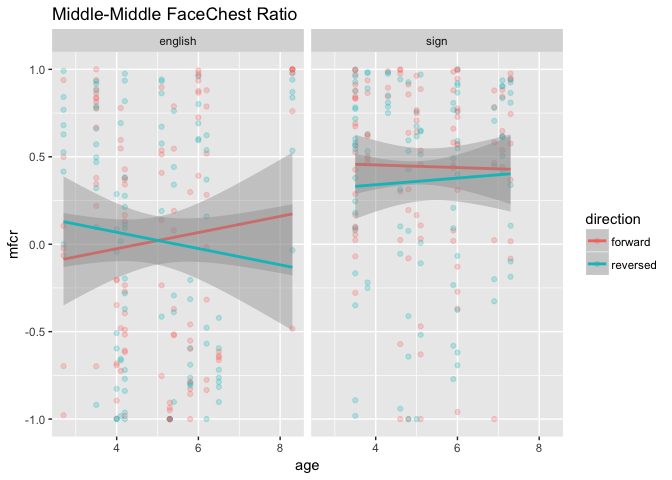 Middle-Middle FaceChest Ratio
english
sign
1.0
0.5
0.0
-0.5
-1.0
mfcr
4
6
8
4
6
8
age
direction
forward
reversed